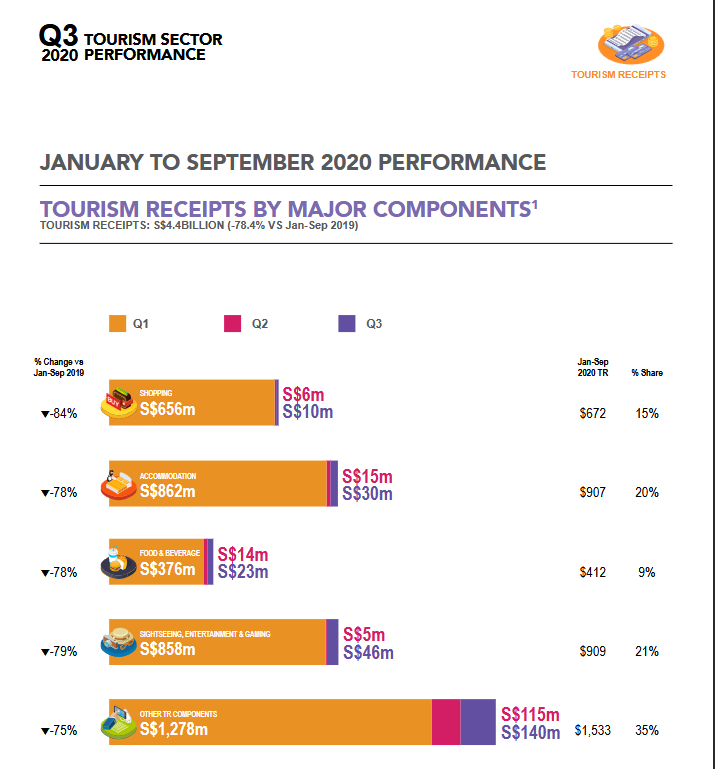 Q3 TOURISM SECTOR
2020 PERFORMANCE
TOURISM RECEIPTS
JANUARY TO SEPTEMBER 2020 PERFORMANCE
TOURISM RECEIPTS BY MAJOR COMPONENTS¹
TOURISM RECEIPTS: S$4.4BILLION (-78.4% VS Jan-Sep 2019)
Q1 Q2 Q3
% Change vs
Jan-Sep 2019
Jan-Sep
2020 TR % Share
BUY
SHOPPING
S$656m
S$6m
S$10m
▼-84% $672 15%
ACCOMMODATION
S$862m
S$15m
S$30m
▼-78% $907 20%
FOOD & BEVERAGE
S$376m
S$14m
S$23m
▼-78% $412 9%
SIGHTSEEING, ENTERTAINMENT & GAMING
S$858m
S$5m
S$46m
▼-79% $909 21%
OTHER TR COMPONENTS
S$1,278m
S$115m
S$140m
▼-75% $1,533 35%